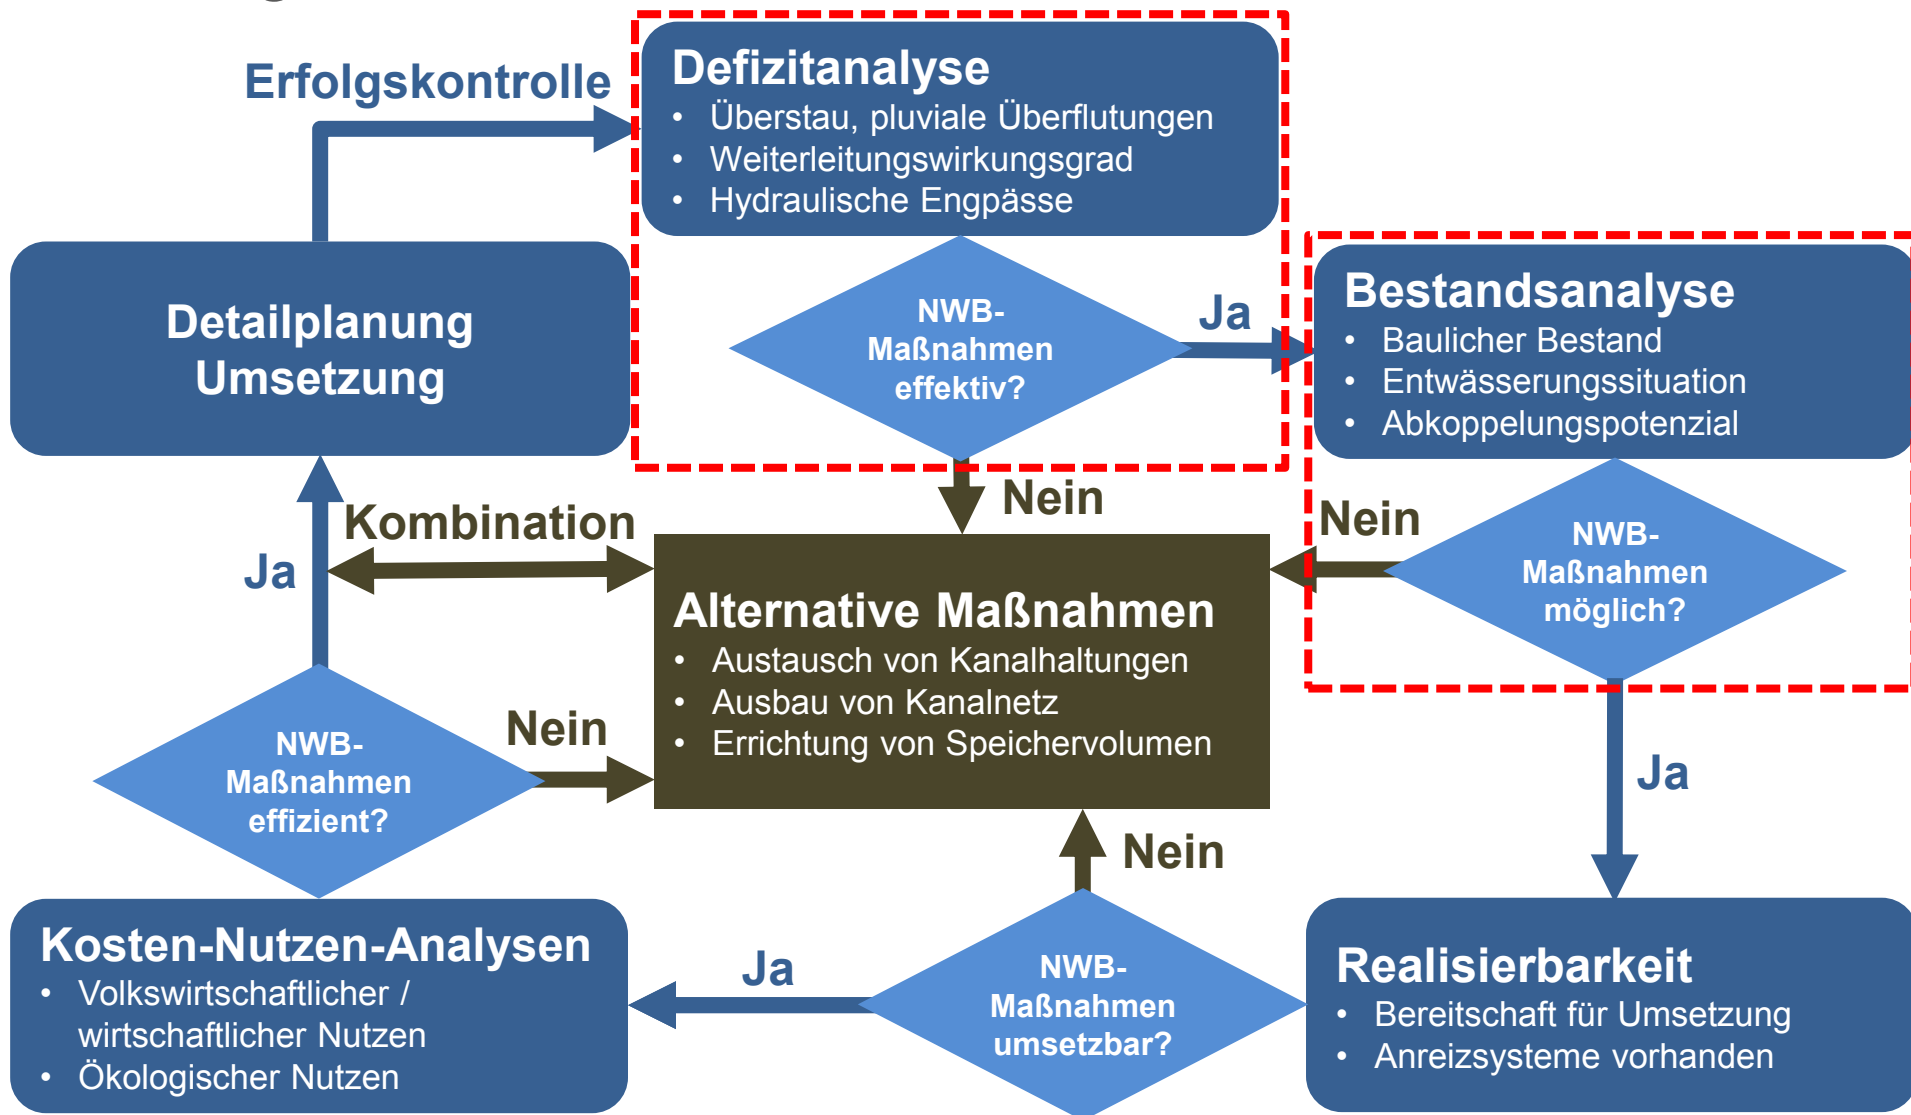 Erfolgskontrolle
Defizitanalyse
• Überstau, pluviale Überflutungen
• Weiterleitungswirkungsgrad
• Hydraulische Engpässe
NWB-
Maßnahmen
effektiv?
Ja
Nein
Bestandsanalyse
• Baulicher Bestand
• Entwässerungssituation
• Abkoppelungspotenzial
NWB-
Maßnahmen
möglich?
Nein
Ja
Detailplanung
Umsetzung
Kombination
Ja
Alternative Maßnahmen
• Austausch von Kanalhaltungen
• Ausbau von Kanalnetz
• Errichtung von Speichervolumen
NWB-
Maßnahmen
effizient?
Nein
Nein
Kosten-Nutzen-Analysen
• Volkswirtschaftlicher /
wirtschaftlicher Nutzen
• Ökologischer Nutzen
Ja
NWB-
Maßnahmen
umsetzbar?
Realisierbarkeit
• Bereitschaft für Umsetzung
• Anreizsysteme vorhanden